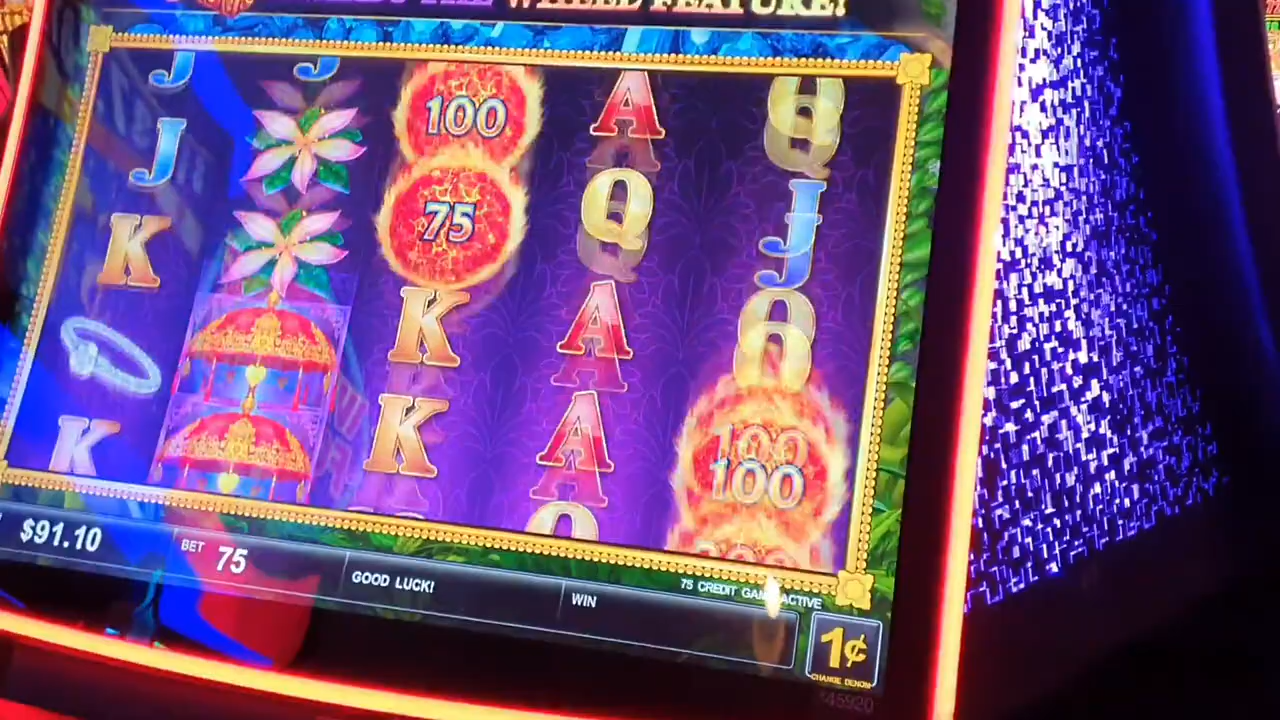 WHEEL FEATURE!
J J 100 A Q
J 75 Q J
K K A Q
K K A 100
Q
$91.10
BET 75
GOOD LUCK!
WIN
75 CREDIT GAME ACTIVE
1¢
CHANGE DENOM